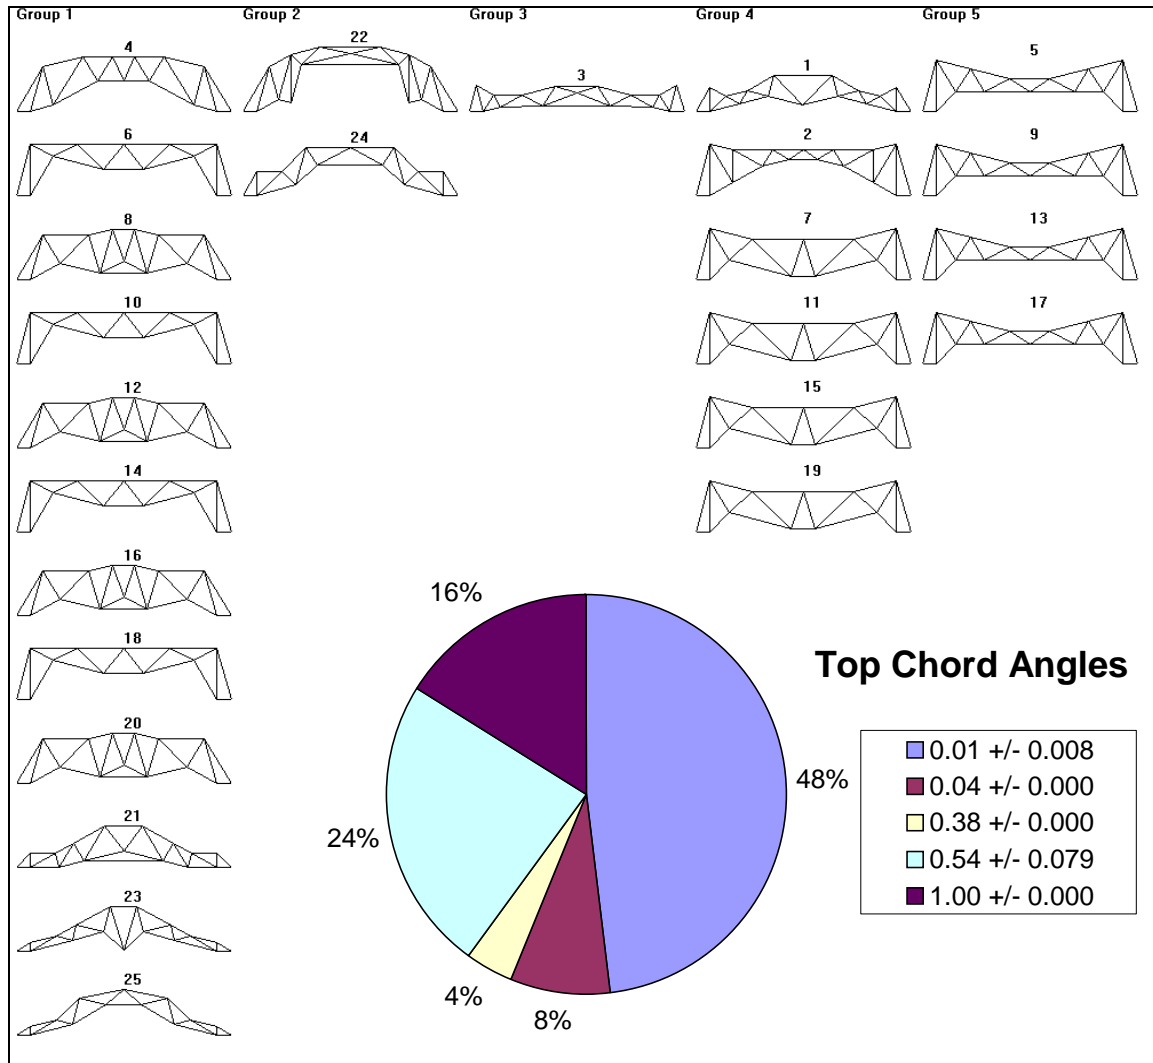 Group 1
Group 2
Group 3
Group 4
Group 5
4
22
3
1
5
6
24
2
9
8
7
13
10
11
17
12
15
14
19
16
18
20
21
23
25
16%
48%
24%
4%
8%
Top Chord Angles
0.01 +/- 0.008
0.04 +/- 0.000
0.38 +/- 0.000
0.54 +/- 0.079
1.00 +/- 0.000